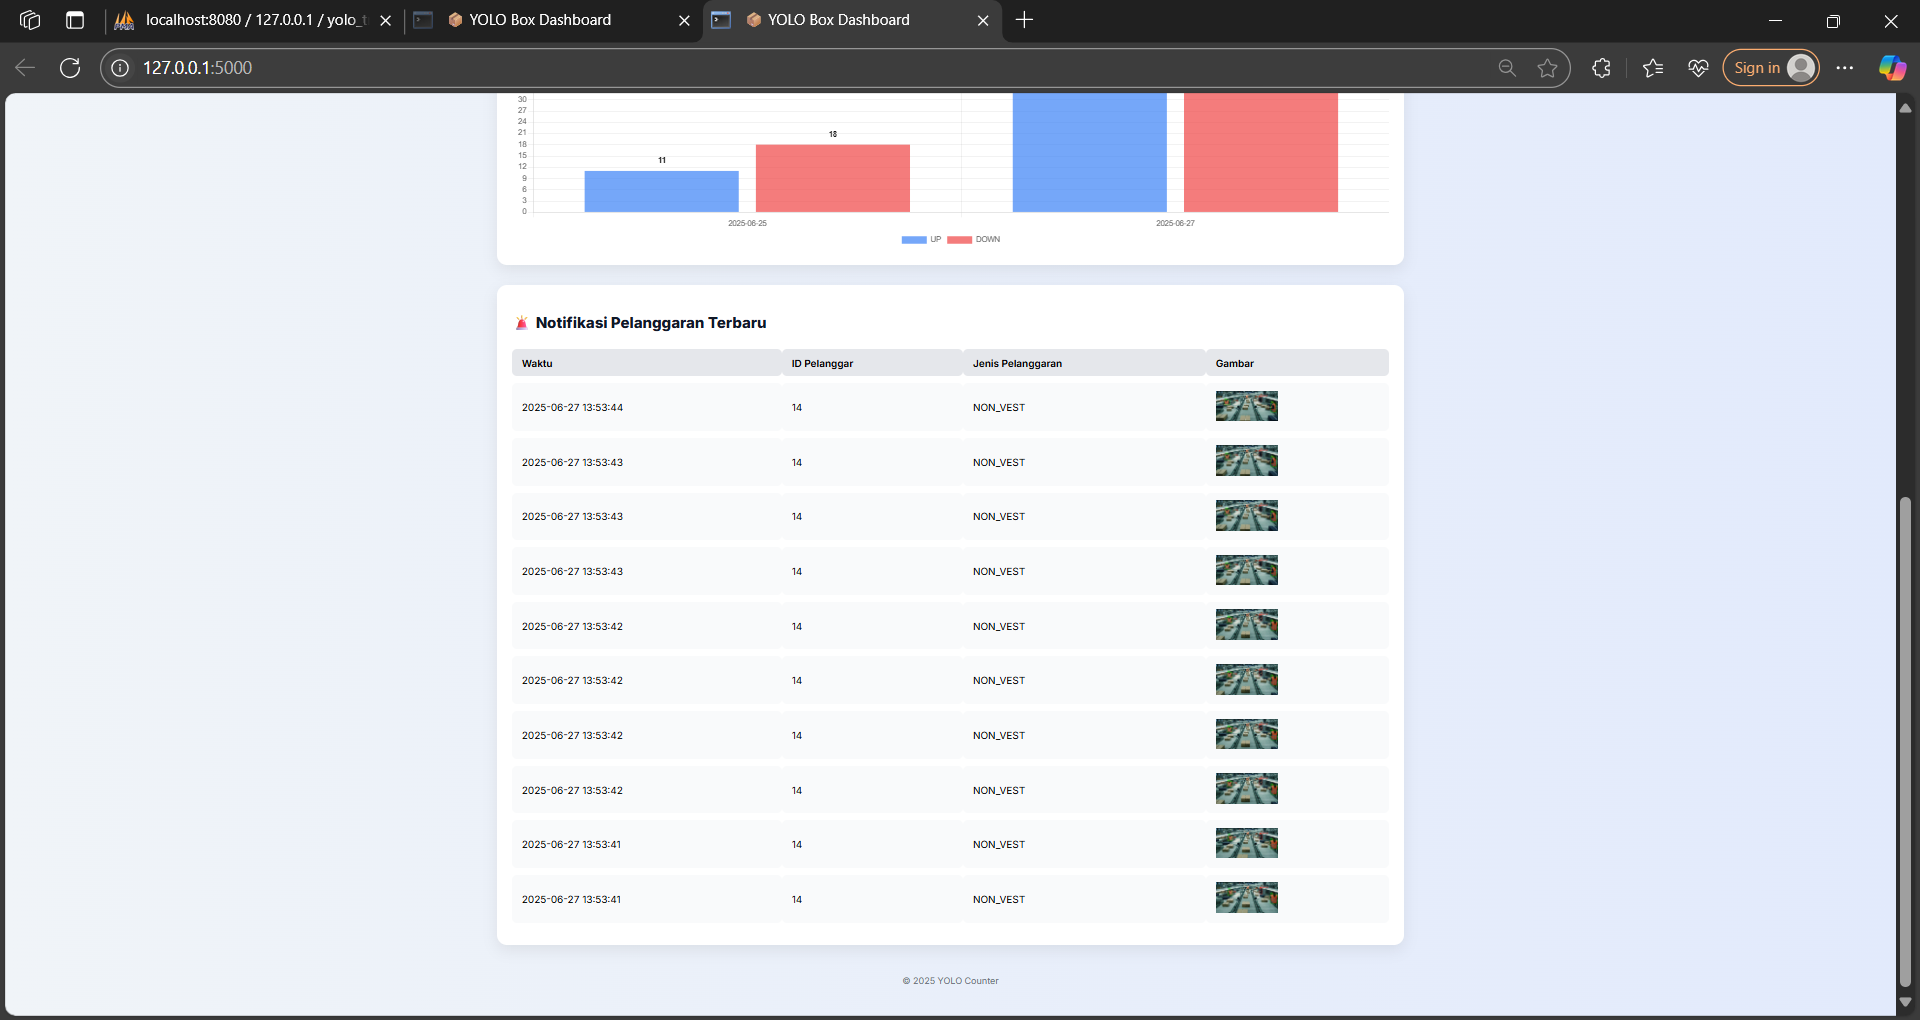 localhost:8080 / 127.0.0.1 / yolo_t
YOLO Box Dashboard
YOLO Box Dashboard
127.0.0.1:5000
Sign in
30
27
24
21
18
15
12
9
6
3
0
11
18
2025-06-25
2025-06-27
UP
DOWN
Notifikasi Pelanggaran Terbaru
Waktu ID Pelanggar Jenis Pelanggaran Gambar
2025-06-27 13:53:44 14 NON_VEST
2025-06-27 13:53:43 14 NON_VEST
2025-06-27 13:53:43 14 NON_VEST
2025-06-27 13:53:43 14 NON_VEST
2025-06-27 13:53:42 14 NON_VEST
2025-06-27 13:53:42 14 NON_VEST
2025-06-27 13:53:42 14 NON_VEST
2025-06-27 13:53:42 14 NON_VEST
2025-06-27 13:53:41 14 NON_VEST
2025-06-27 13:53:41 14 NON_VEST
© 2025 YOLO Counter